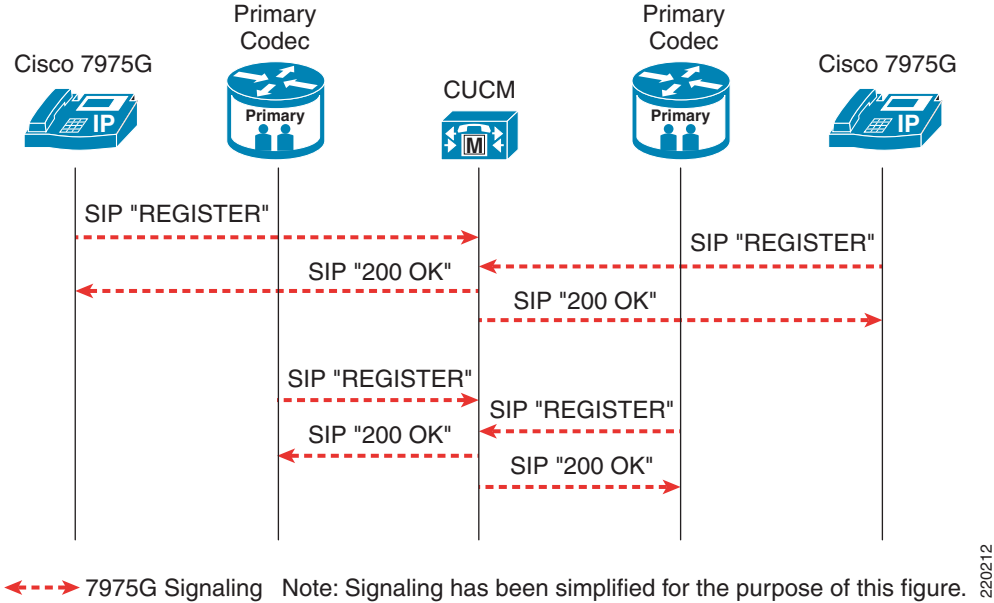 Primary
Codec
Primary
Codec
Cisco 7975G
CUCM
Cisco 7975G
IP
Primary
M
Primary
IP
SIP "REGISTER"
SIP "REGISTER"
SIP "200 OK"
SIP "200 OK"
SIP "REGISTER"
SIP "REGISTER"
SIP "200 OK"
SIP "200 OK"
7975G Signaling Note: Signaling has been simplified for the purpose of this figure.
220212